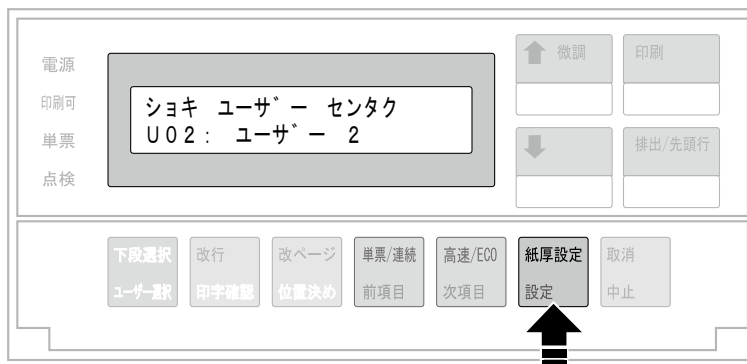 電源
印刷可
単票
点検
ショキ ユーザー センタク
U02: ユーザー 2
微調
印刷
排出/先頭行
下段選択
ユーザー選択
改行
印字確認
改ページ
位置決め
単票/連続
前項目
高速/ECO
次項目
紙厚設定
設定
取消
中止